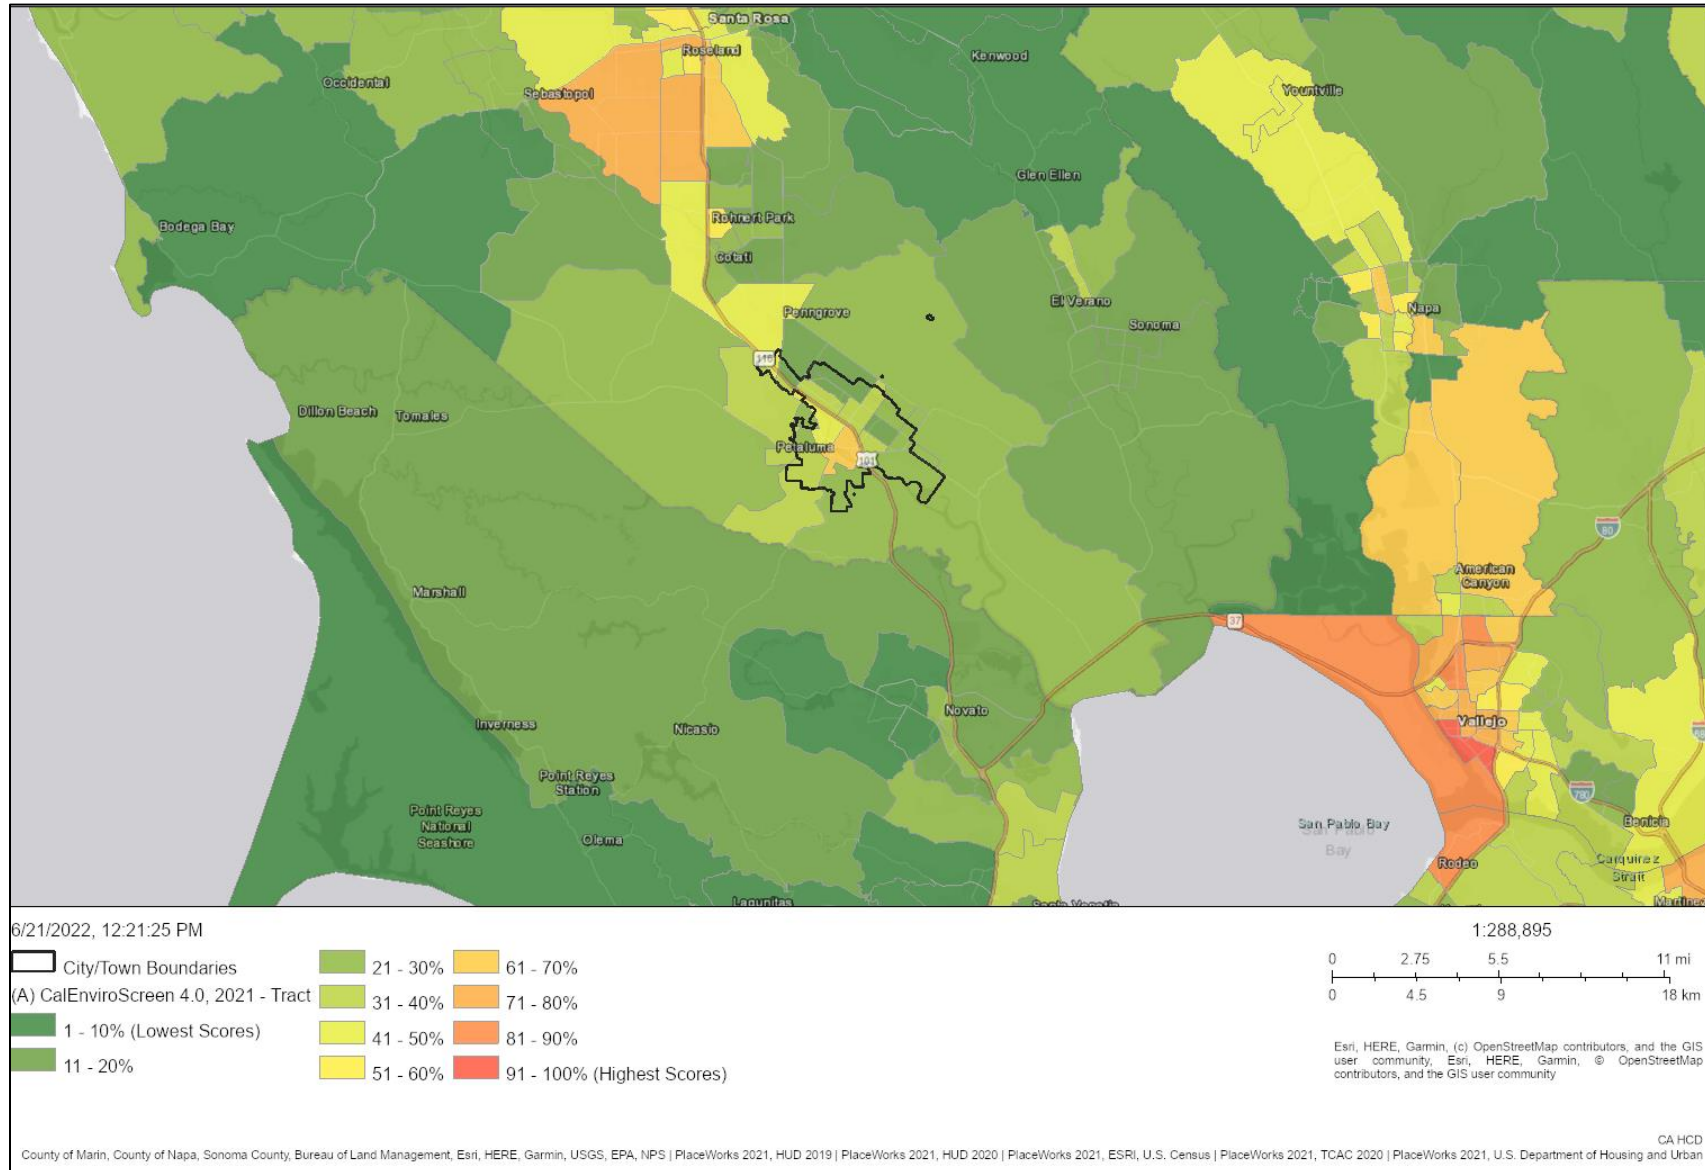 Santa Rosa
Roseland
Kenwood
Occidental
Sebastopol
Yountville
Glen Ellen
Bodega Bay
Rohnert Park
Cotati
El Verano
Penngrove
Sonoma
Napa
116
Dillon Beach
Tomales
Petaluma
101
80
American
Canyon
Marshall
37
Inverness
Nicasio
Novato
Vallejo
Point Reyes
Station
780
Point Reyes
National
Seashore
Olema
San Pablo Bay
San Pablo
Bay
Benicia
Rodeo
Carquinez
Strait
Lagunitas
6/21/2022, 12:21:25 PM
City/Town Boundaries
(A) CalEnviroScreen 4.0, 2021 - Tract
1 - 10% (Lowest Scores)
11 - 20%
21 - 30%
31 - 40%
41 - 50%
51 - 60%
61 - 70%
71 - 80%
81 - 90%
91 - 100% (Highest Scores)
1:288,895
0 2.75 5.5 11 mi
0 4.5 9 18 km
Esri, HERE, Garmin, (c) OpenStreetMap contributors, and the GIS
user community, Esri, HERE, Garmin, © OpenStreetMap
contributors, and the GIS user community
CA HCD
County of Marin, County of Napa, Sonoma County, Bureau of Land Management, Esri, HERE, Garmin, USGS, EPA, NPS | PlaceWorks 2021, HUD 2019 | PlaceWorks 2021, HUD 2020 | PlaceWorks 2021, ESRI, U.S. Census | PlaceWorks 2021, TCAC 2020 | PlaceWorks 2021, U.S. Department of Housing and Urban